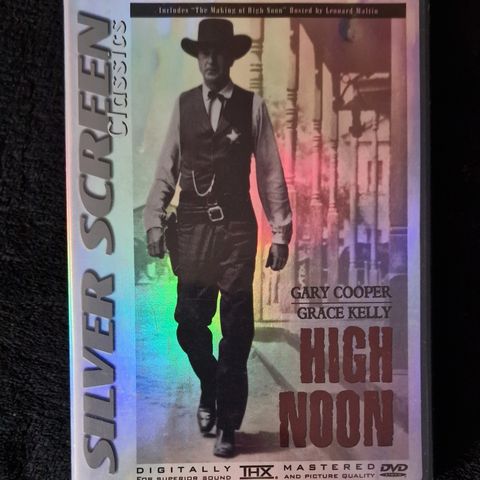 Includes "The Making of High Noon" Hosted by Leonard Maltin
SILVER SCREEN
Classics
GARY COOPER
GRACE KELLY
HIGH
NOON
DIGITALLY THX MASTERED DVD
FOR SUPERIOR SOUND AND PICTURE QUALITY